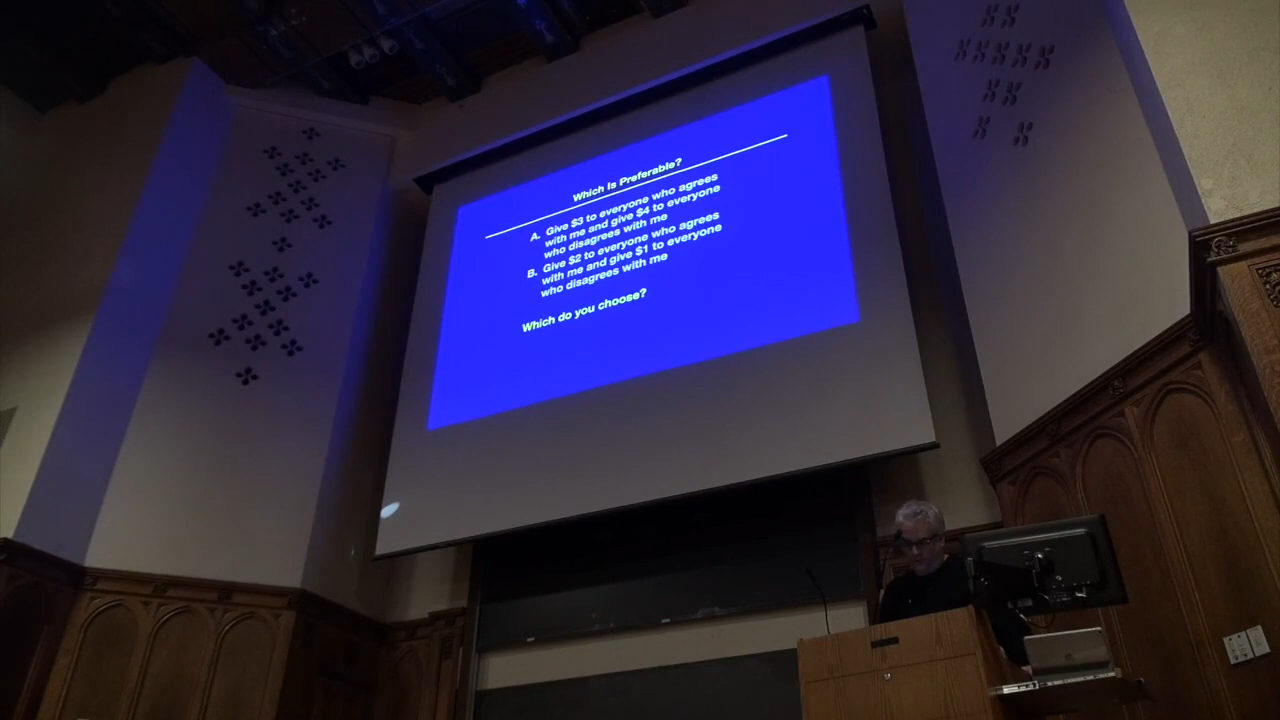 Which Is Preferable?
A. Give $3 to everyone who agrees
with me and give $4 to everyone
who disagrees with me
B. Give $2 to everyone who agrees
with me and give $1 to everyone
who disagrees with me
Which do you choose?